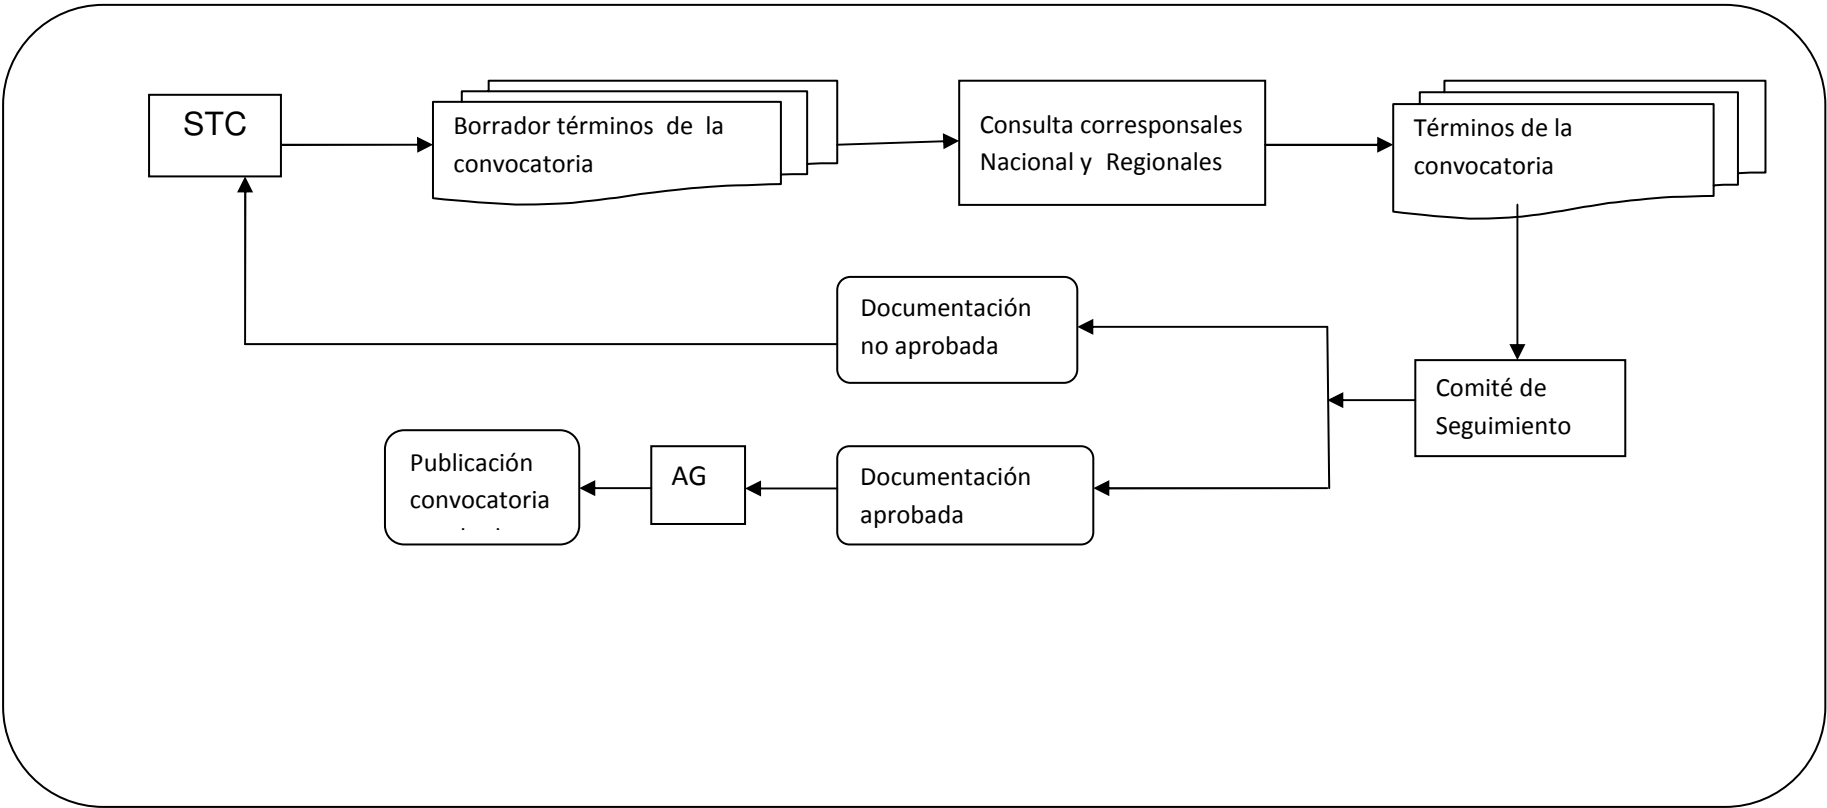 STC
Borrador términos de la
convocatoria
Consulta corresponsales
Nacional y Regionales
Términos de la
convocatoria
Documentación
no aprobada
Comité de
Seguimiento
Publicación
convocatoria
AG
Documentación
aprobada